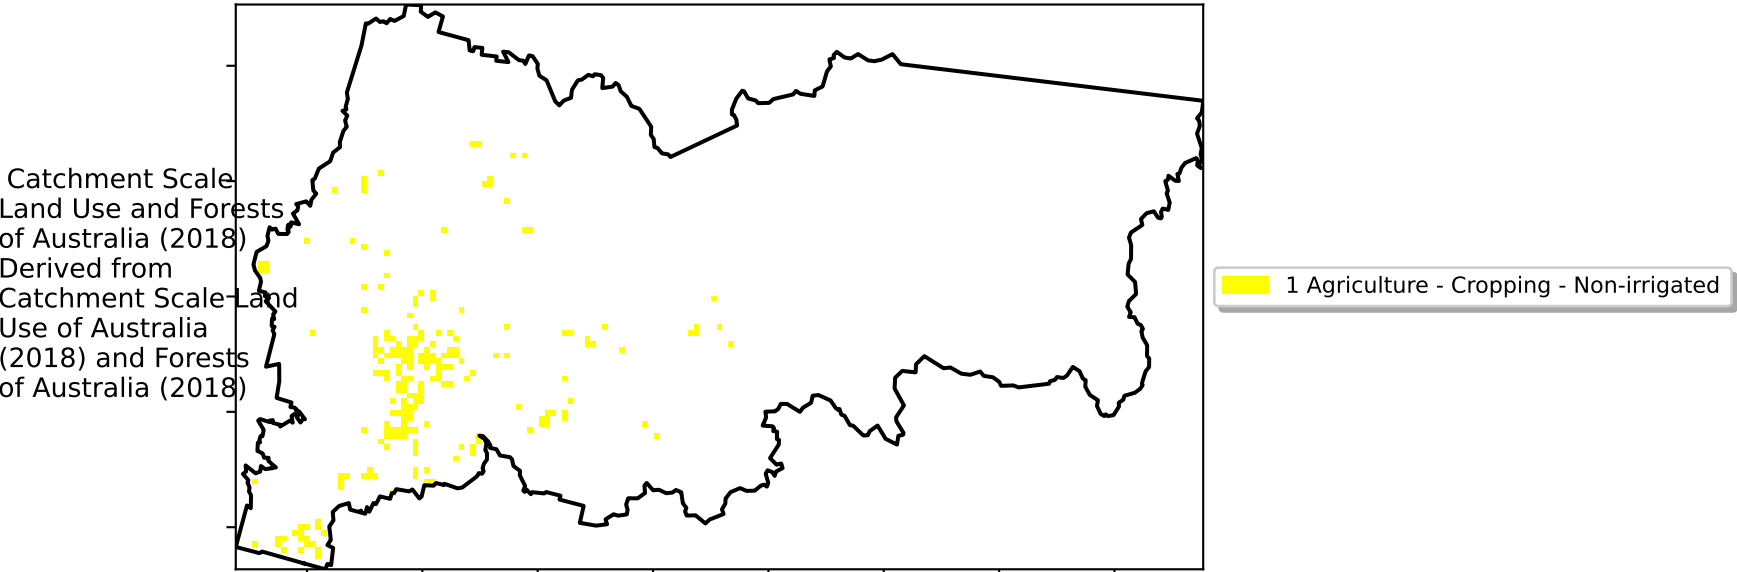 Catchment Scale
Land Use and Forests
of Australia (2018)
Derived from
Catchment Scale Land
Use of Australia
(2018) and Forests
of Australia (2018)
1 Agriculture - Cropping - Non-irrigated